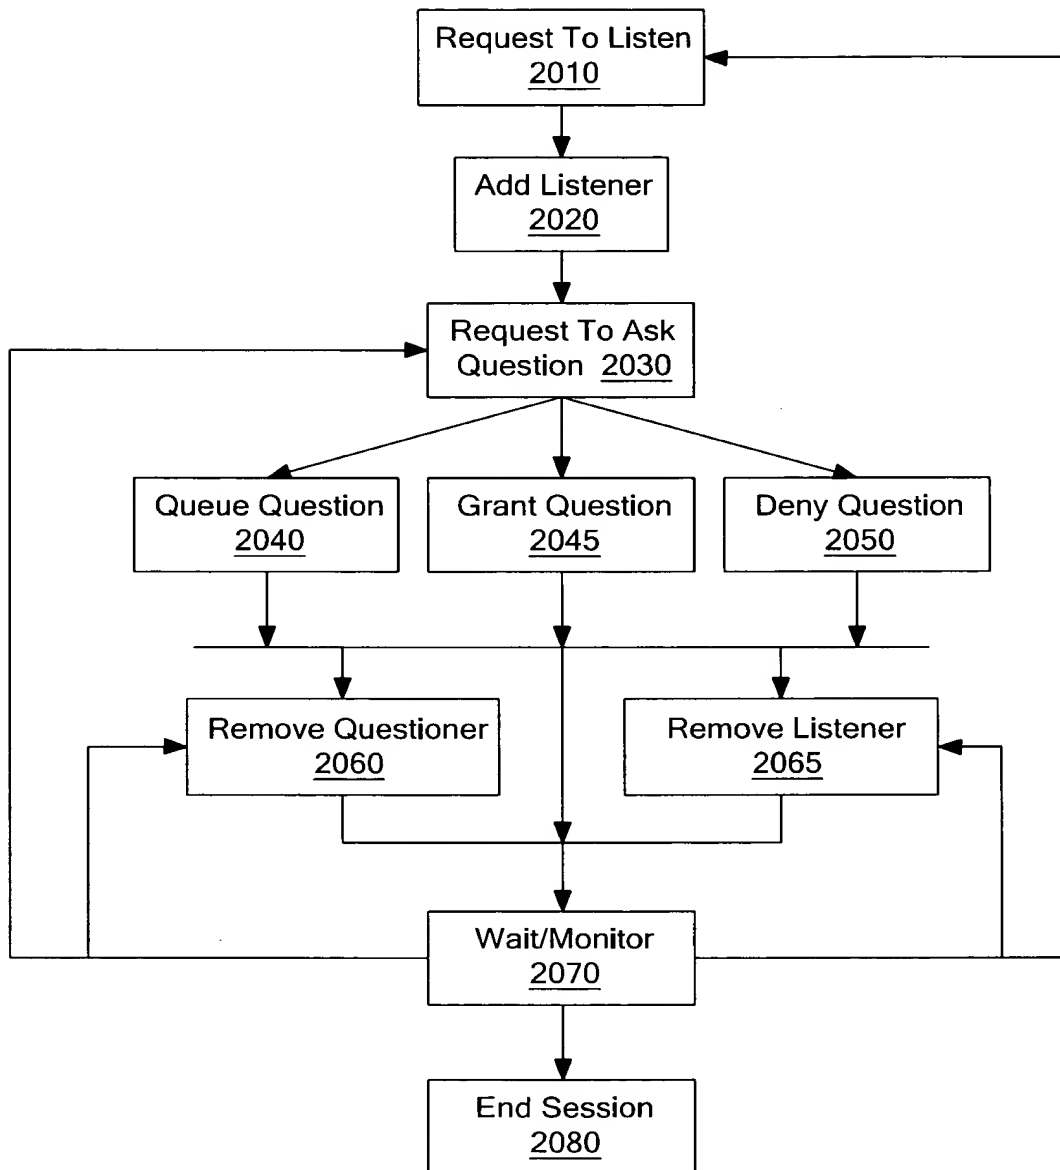 Request To Listen
2010
Add Listener
2020
Request To Ask
Question 2030
Queue Question
2040
Grant Question
2045
Deny Question
2050
Remove Questioner
2060
Remove Listener
2065
Wait/Monitor
2070
End Session
2080